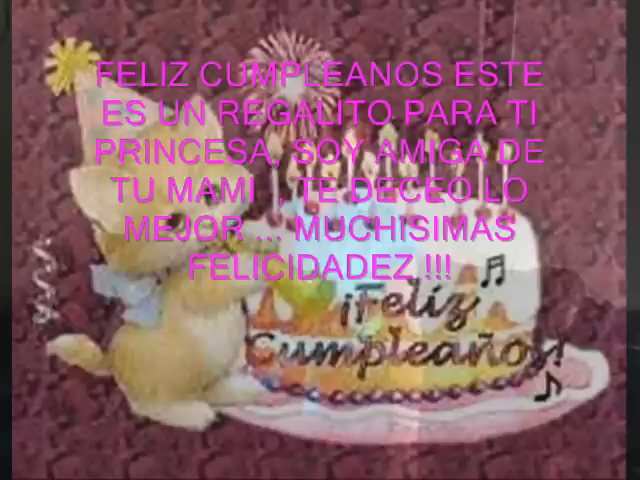 FELIZ CUMPLEANOS ESTE
ES UN REGALITO PARA TI
PRINCESA, SOY AMIGA DE
TU MAMI , TE DECEO LO
MEJOR ... MUCHISIMAS
FELICIDADEZ !!!
¡Feliz
Cumpleaños!